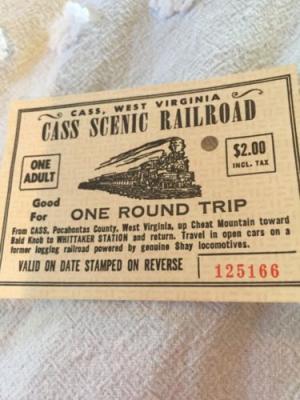 CASS, WEST VIRGINIA
CASS SCENIC RAILROAD
ONE
ADULT
$2.00
INCL. TAX
Good
For
ONE ROUND TRIP
From CASS, Pocahontas County, West Virginia, up Cheat Mountain toward
Bald Knob to WHITTAKER STATION and return. Travel in open cars on a
former logging railroad powered by genuine Shay locomotives.
VALID ON DATE STAMPED ON REVERSE
125166